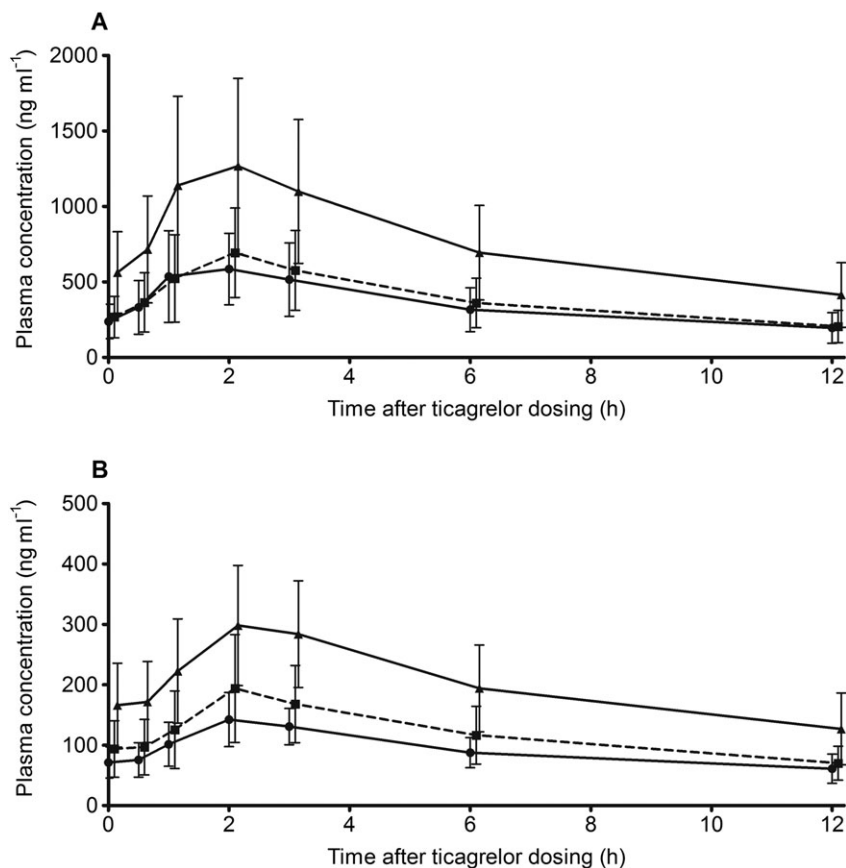 A
Plasma concentration (ng ml⁻¹)
2000
1500
1000
500
0
0 2 4 6 8 10 12
Time after ticagrelor dosing (h)
B
Plasma concentration (ng ml⁻¹)
500
400
300
200
100
0
0 2 4 6 8 10 12
Time after ticagrelor dosing (h)